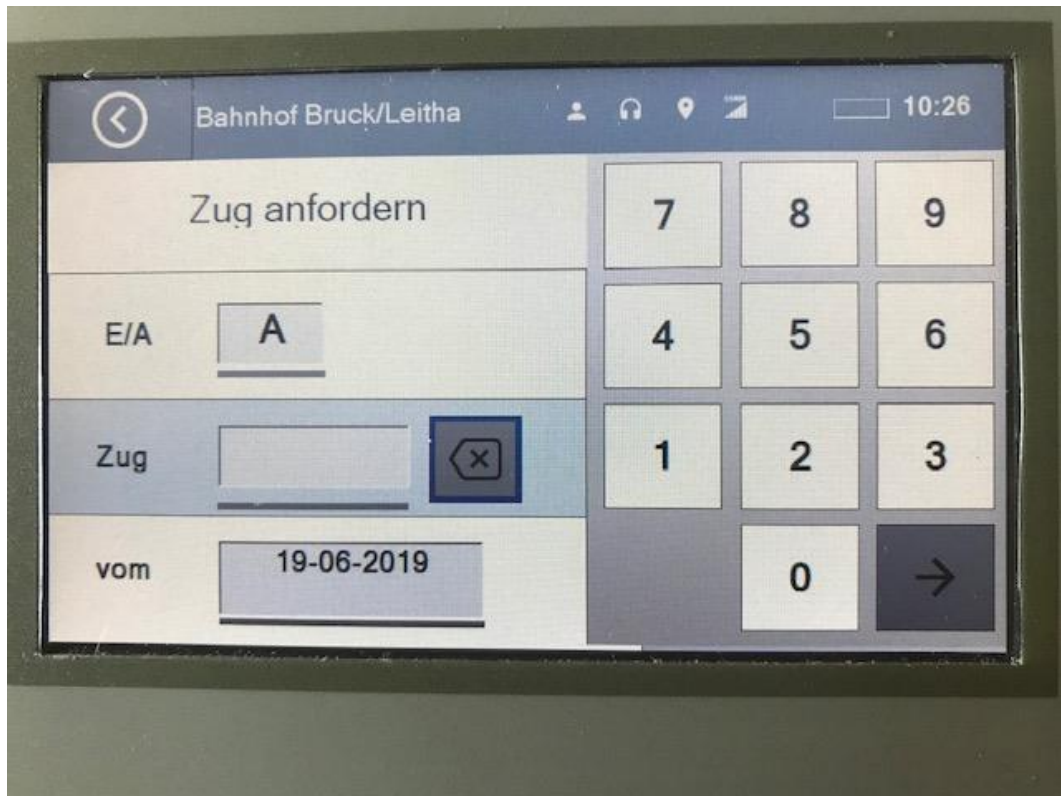 Bahnhof Bruck/Leitha 10:26
Zug anfordern
E/A A
Zug
vom 19-06-2019
7 8 9
4 5 6
1 2 3
0